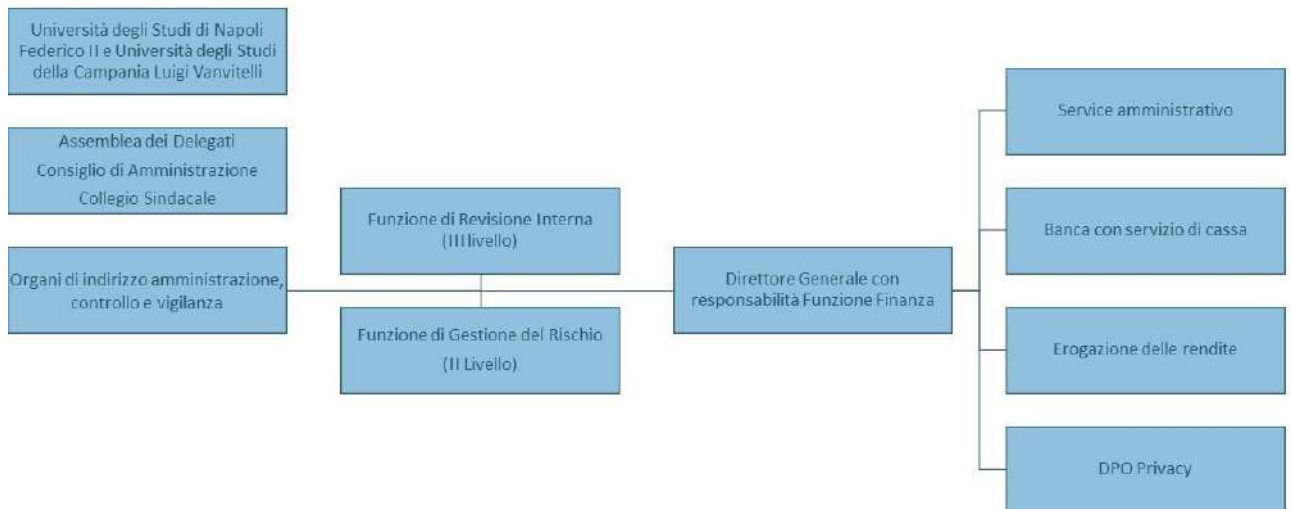 Università degli Studi di Napoli
Federico II e Università degli Studi
della Campania Luigi Vanvitelli
Assemblea dei Delegati
Consiglio di Amministrazione
Collegio Sindacale
Organi di indirizzo amministrazione,
controllo e vigilanza
Funzione di Revisione Interna
(III livello)
Funzione di Gestione del Rischio
(II Livello)
Direttore Generale con
responsabilità Funzione Finanza
Service amministrativo
Banca con servizio di cassa
Erogazione delle rendite
DPO Privacy